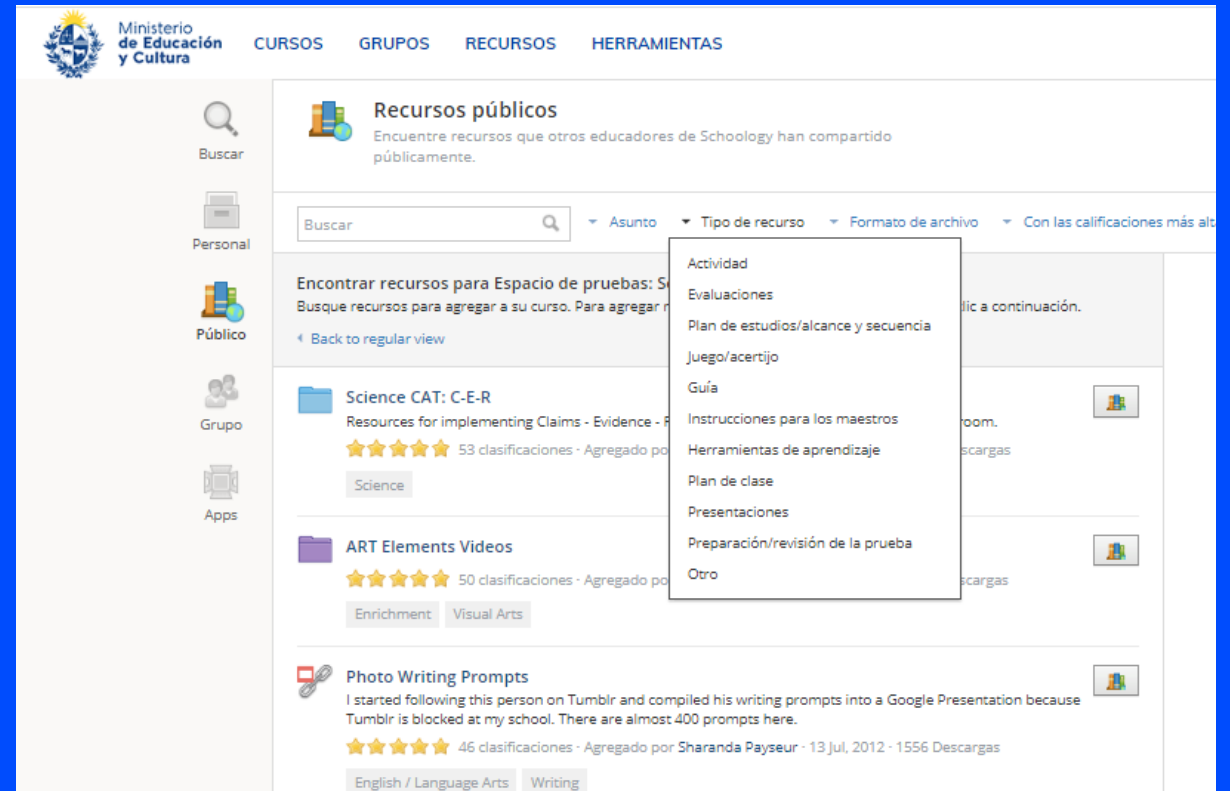 Ministerio
de Educación
y Cultura
CURSOS GRUPOS RECURSOS HERRAMIENTAS
Buscar
Personal
Público
Grupo
Apps
Recursos públicos
Encuentre recursos que otros educadores de Schoology han compartido
públicamente.
Buscar Asunto Tipo de recurso Formato de archivo Con las calificaciones más
Actividad
Evaluaciones
Plan de estudios/alcance y secuencia
Juego/acertijo
Guía
Instrucciones para los maestros
Herramientas de aprendizaje
Plan de clase
Presentaciones
Preparación/revisión de la prueba
Otro
Encontrar recursos para Espacio de pruebas:
Busque recursos para agregar a su curso. Para agregar a continuación.
Back to regular view
Science CAT: C-E-R
Resources for implementing Claims - Evidence -
53 clasificaciones · Agregado
Science
ART Elements Videos
50 clasificaciones · Agregado
Enrichment Visual Arts
Photo Writing Prompts
I started following this person on Tumblr and compiled his writing prompts into a Google Presentation because
Tumblr is blocked at my school. There are almost 400 prompts here.
46 clasificaciones · Agregado por Sharanda Payseur · 13 Jul, 2012 · 1556 Descargas
English / Language Arts Writing